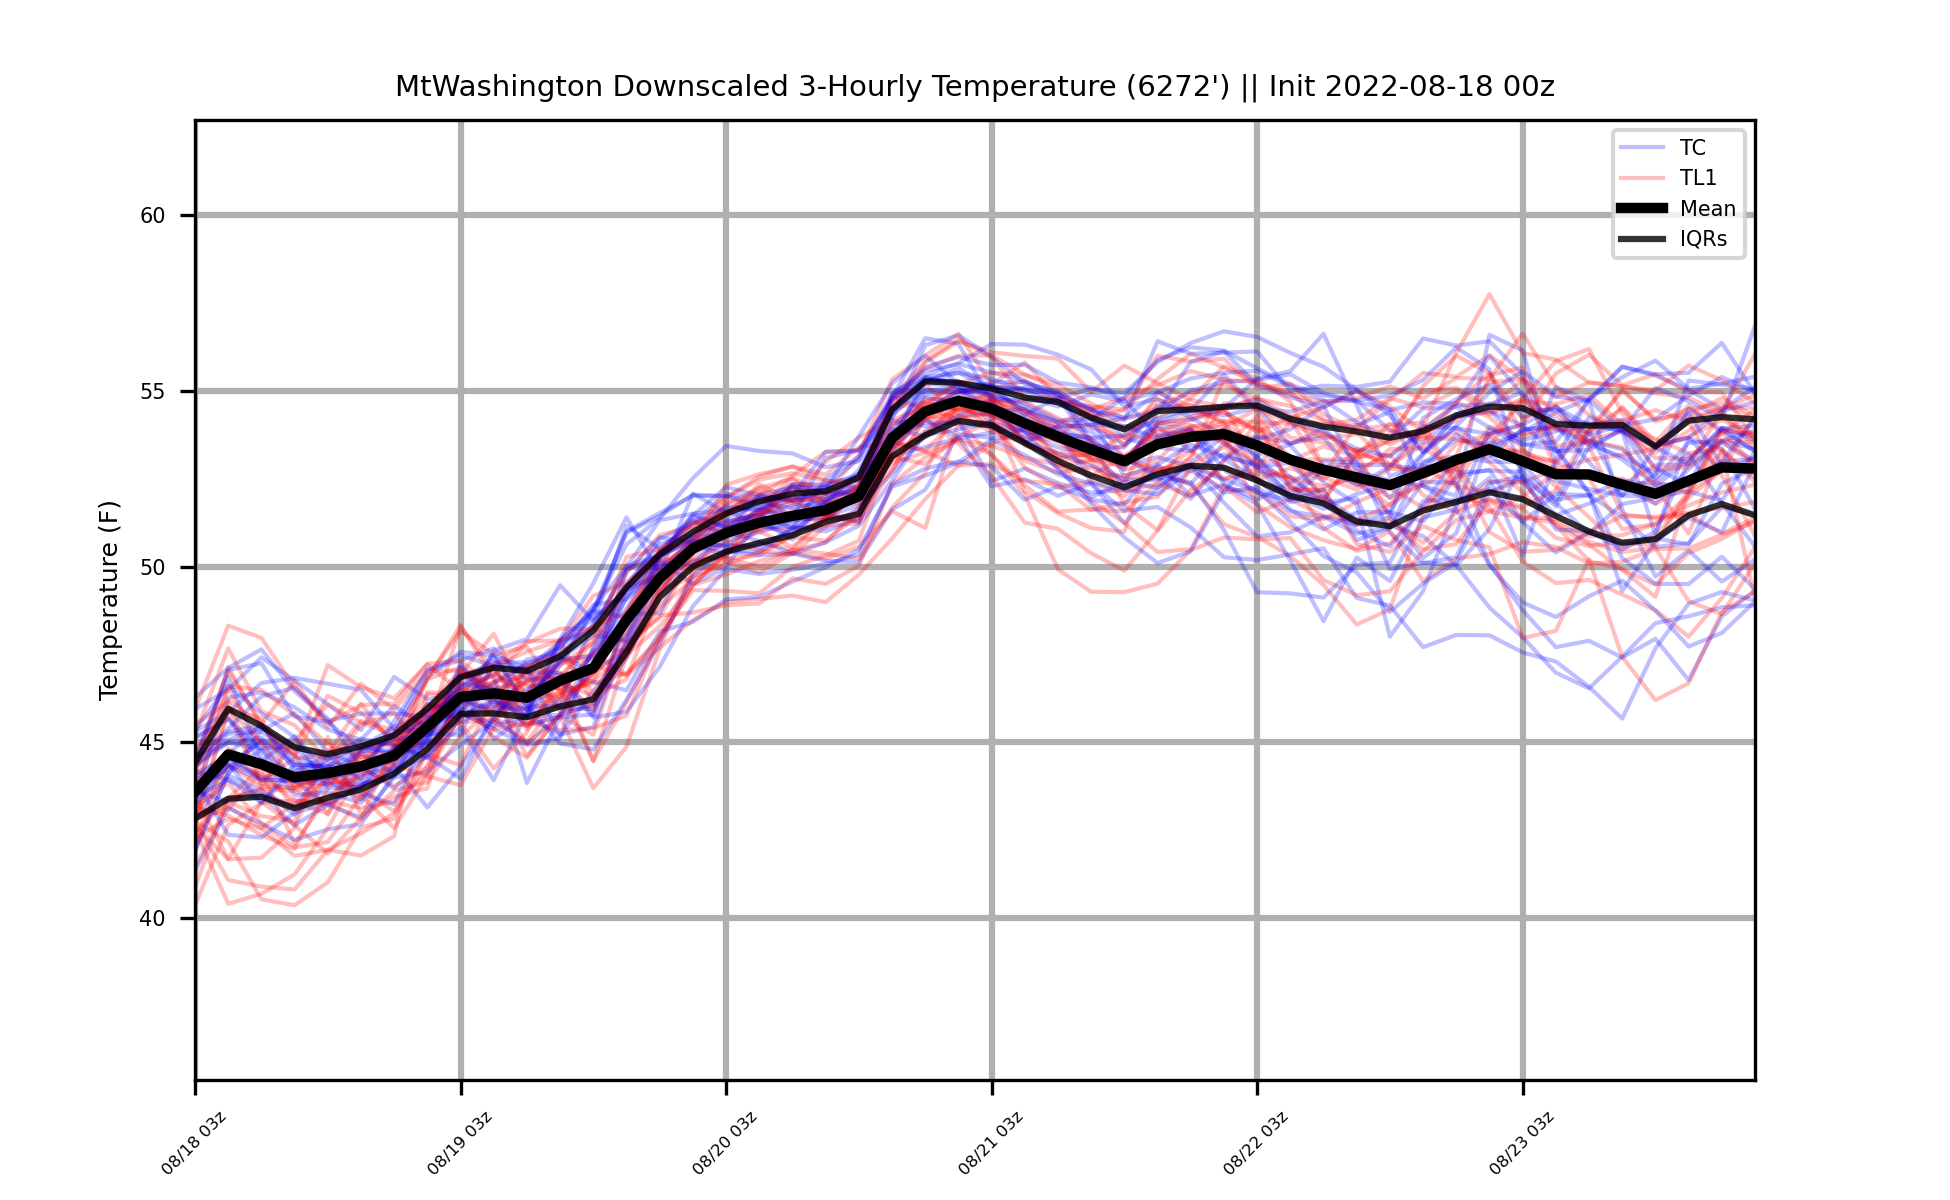 MtWashington Downscaled 3-Hourly Temperature (6272') || Init 2022-08-18 00z
TC
TL1
Mean
IQRs
Temperature (F)
60
55
50
45
40
08/18 03z
08/19 03z
08/20 03z
08/21 03z
08/22 03z
08/23 03z